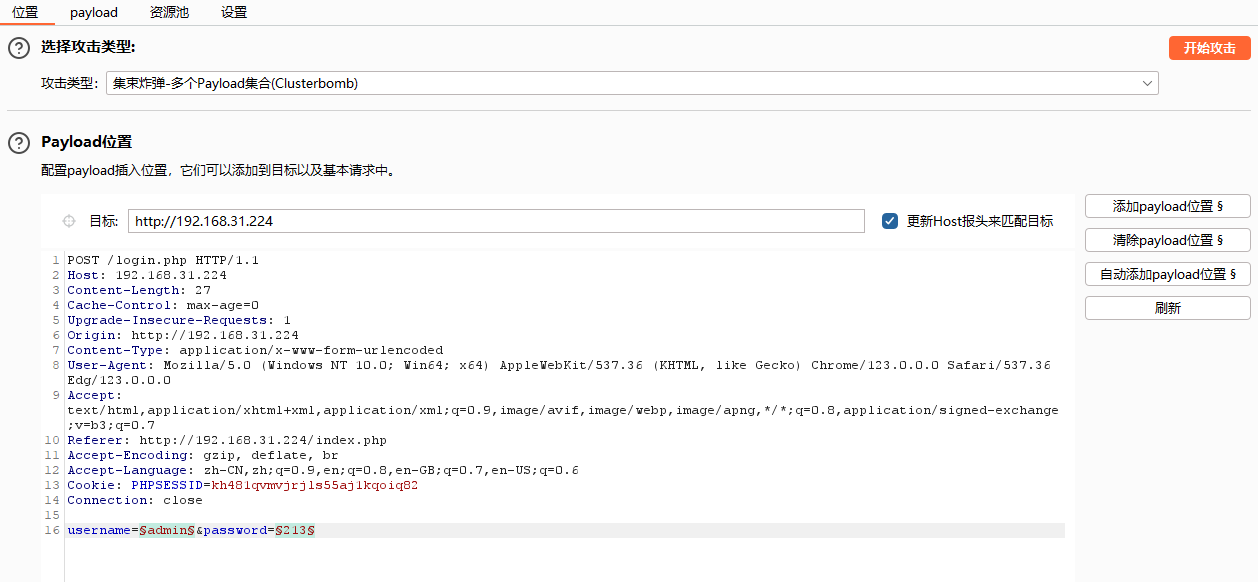 位置 payload 资源池 设置
选择攻击类型:
开始攻击
攻击类型: 集束炸弹-多个Payload集合(Clusterbomb)
Payload位置
配置payload插入位置，它们可以添加到目标以及基本请求中。
目标: http://192.168.31.224 更新Host报头来匹配目标
添加payload位置 §
清除payload位置 §
自动添加payload位置 §
刷新
1 POST /login.php HTTP/1.1
2 Host: 192.168.31.224
3 Content-Length: 27
4 Cache-Control: max-age=0
5 Upgrade-Insecure-Requests: 1
6 Origin: http://192.168.31.224
7 Content-Type: application/x-www-form-urlencoded
8 User-Agent: Mozilla/5.0 (Windows NT 10.0; Win64; x64) AppleWebKit/537.36 (KHTML, like Gecko) Chrome/123.0.0.0 Safari/537.36
Edg/123.0.0.0
9 Accept:
text/html,application/xhtml+xml,application/xml;q=0.9,image/avif,image/webp,image/apng,*/*;q=0.8,application/signed-exchange
;v=b3;q=0.7
10 Referer: http://192.168.31.224/index.php
11 Accept-Encoding: gzip, deflate, br
12 Accept-Language: zh-CN,zh;q=0.9,en;q=0.8,en-GB;q=0.7,en-US;q=0.6
13 Cookie: PHPSESSID=kh481qvmvjrj1s55aj1kqoiq82
14 Connection: close
15
16 username=§admin§&password=§213§